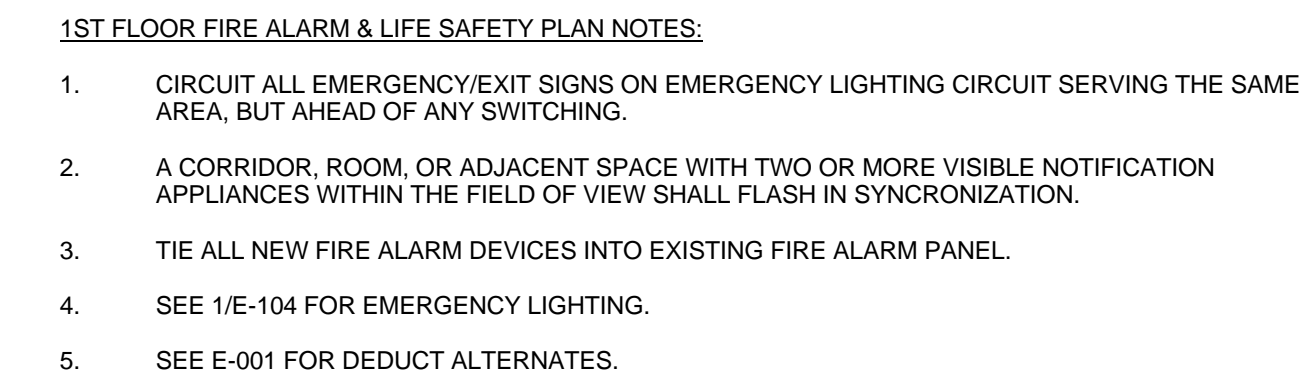 1ST FLOOR FIRE ALARM & LIFE SAFETY PLAN NOTES:
1. CIRCUIT ALL EMERGENCY/EXIT SIGNS ON EMERGENCY LIGHTING CIRCUIT SERVING THE SAME
AREA, BUT AHEAD OF ANY SWITCHING.
2. A CORRIDOR, ROOM, OR ADJACENT SPACE WITH TWO OR MORE VISIBLE NOTIFICATION
APPLIANCES WITHIN THE FIELD OF VIEW SHALL FLASH IN SYNCRONIZATION.
3. TIE ALL NEW FIRE ALARM DEVICES INTO EXISTING FIRE ALARM PANEL.
4. SEE 1/E-104 FOR EMERGENCY LIGHTING.
5. SEE E-001 FOR DEDUCT ALTERNATES.